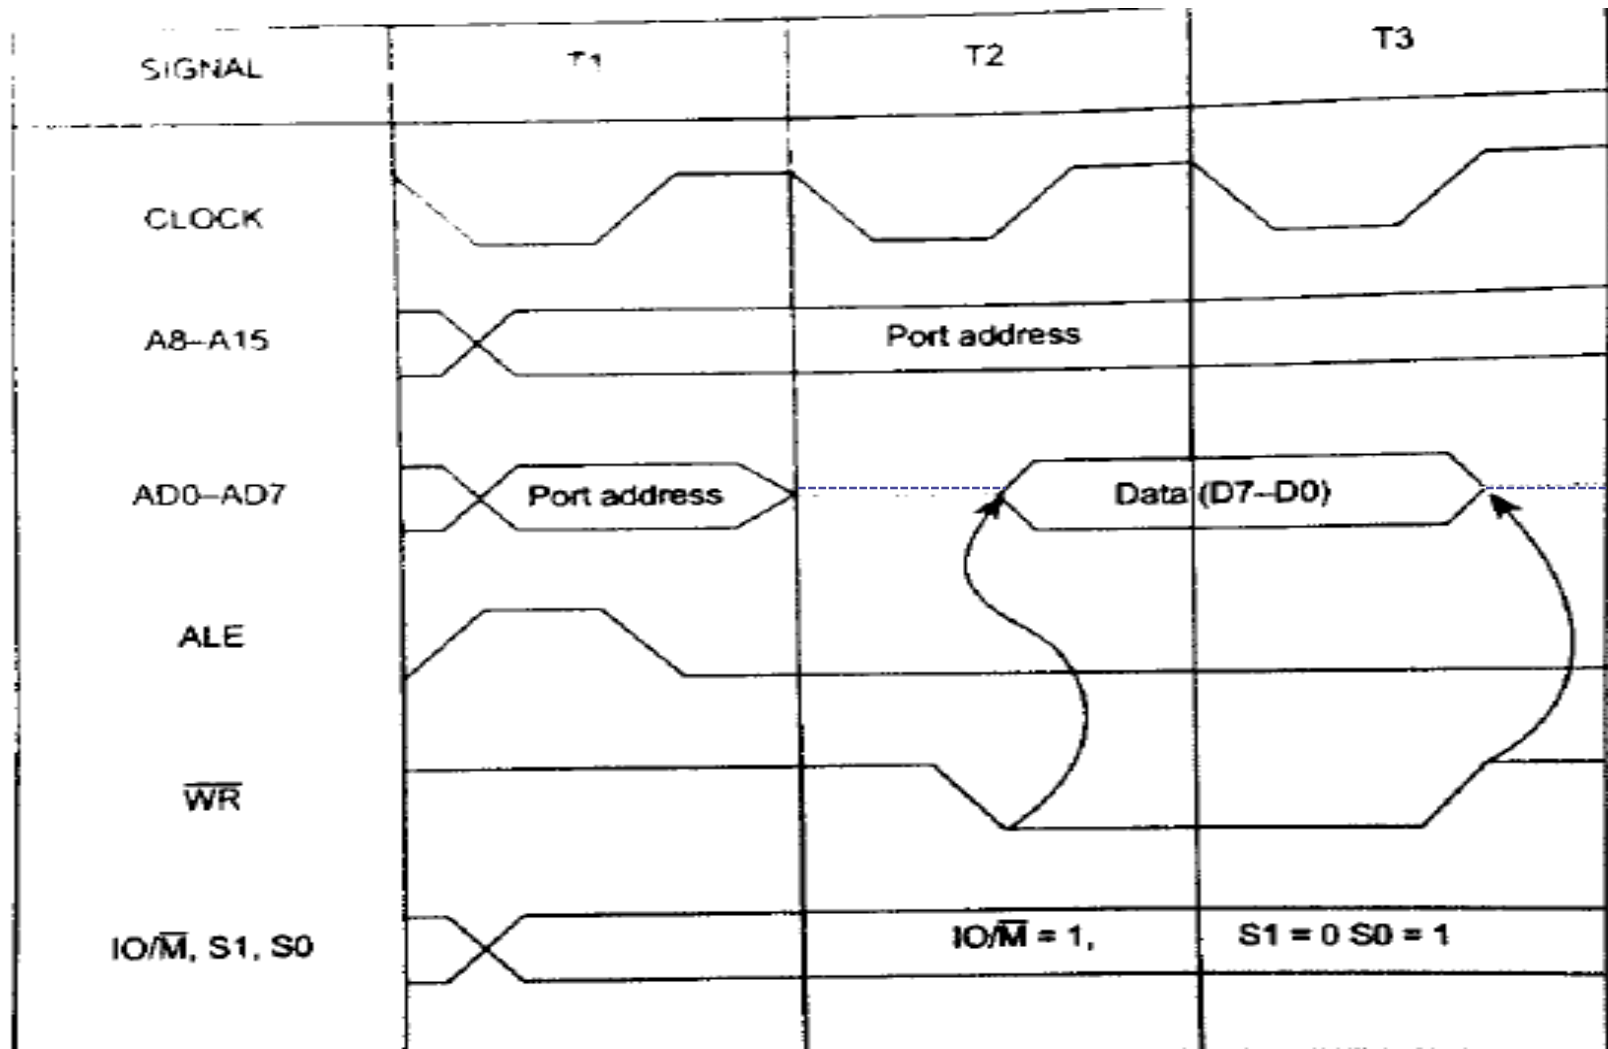 SIGNAL T1 T2 T3
CLOCK
A8–A15 Port address
AD0–AD7 Port address Data (D7–D0)
ALE
W̅R̅
IO/M̅, S1, S0 IO/M̅ = 1, S1 = 0 S0 = 1